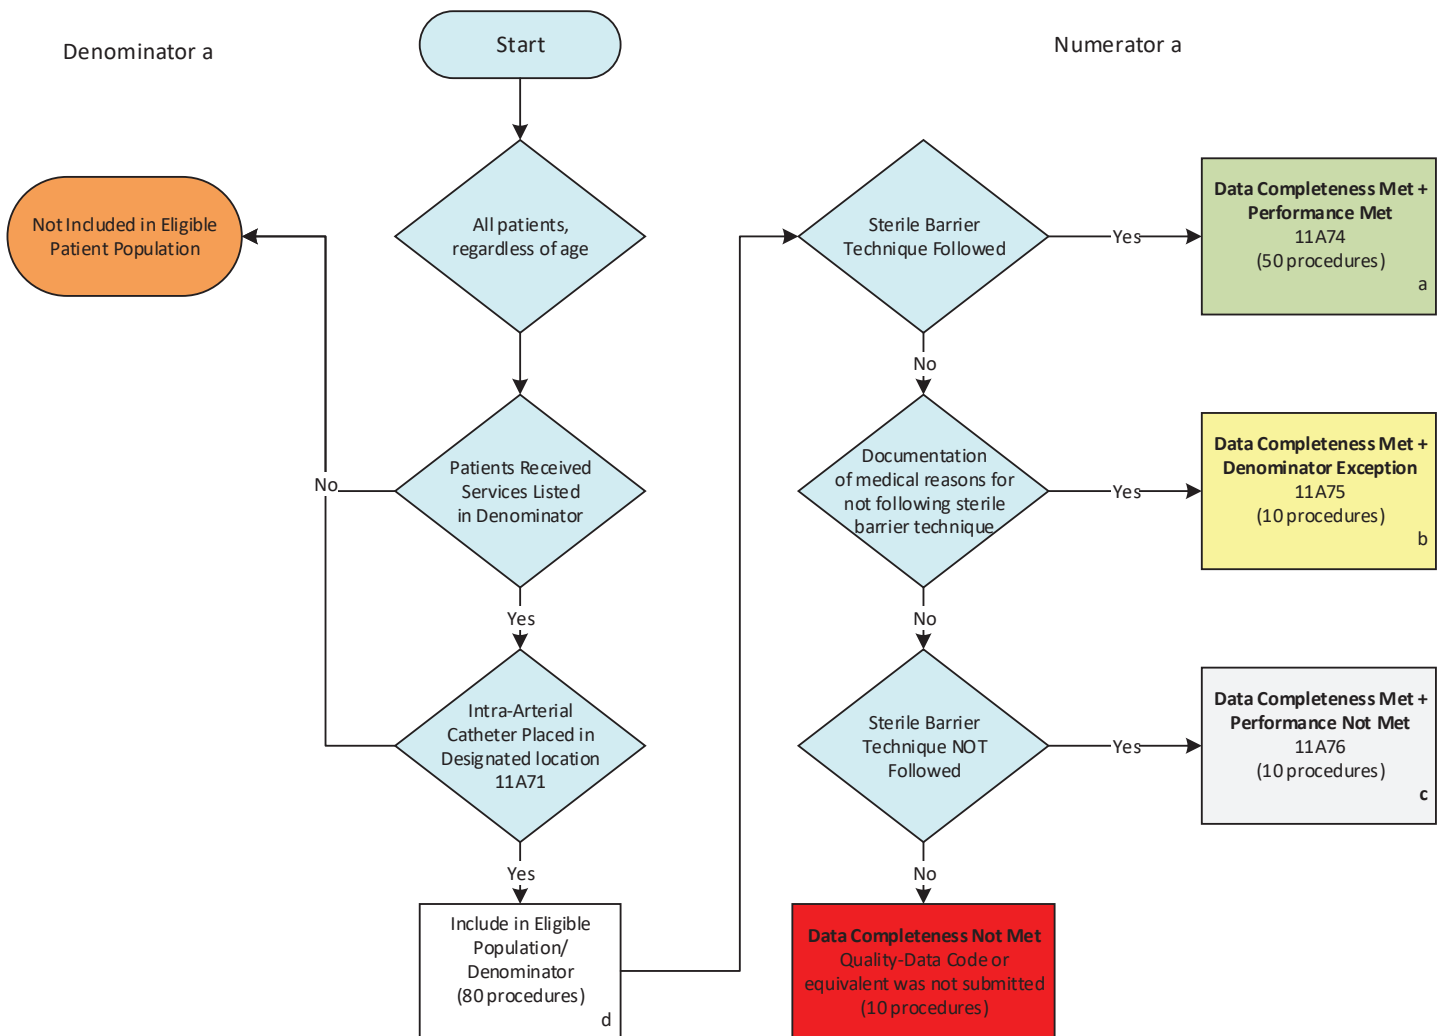 Denominator a
Start
Numerator a
Not Included in Eligible
Patient Population
All patients,
regardless of age
Sterile Barrier
Technique Followed
Yes
Data Completeness Met +
Performance Met
11A74
(50 procedures)
a
No
Patients Received
Services Listed
in Denominator
No
Documentation
of medical reasons for
not following sterile
barrier technique
Yes
Data Completeness Met +
Denominator Exception
11A75
(10 procedures)
b
Yes
No
Intra-Arterial
Catheter Placed in
Designated location
11A71
Sterile Barrier
Technique NOT
Followed
Yes
Data Completeness Met +
Performance Not Met
11A76
(10 procedures)
c
Yes
No
Include in Eligible
Population/
Denominator
(80 procedures)
d
Data Completeness Not Met
Quality-Data Code or
equivalent was not submitted
(10 procedures)